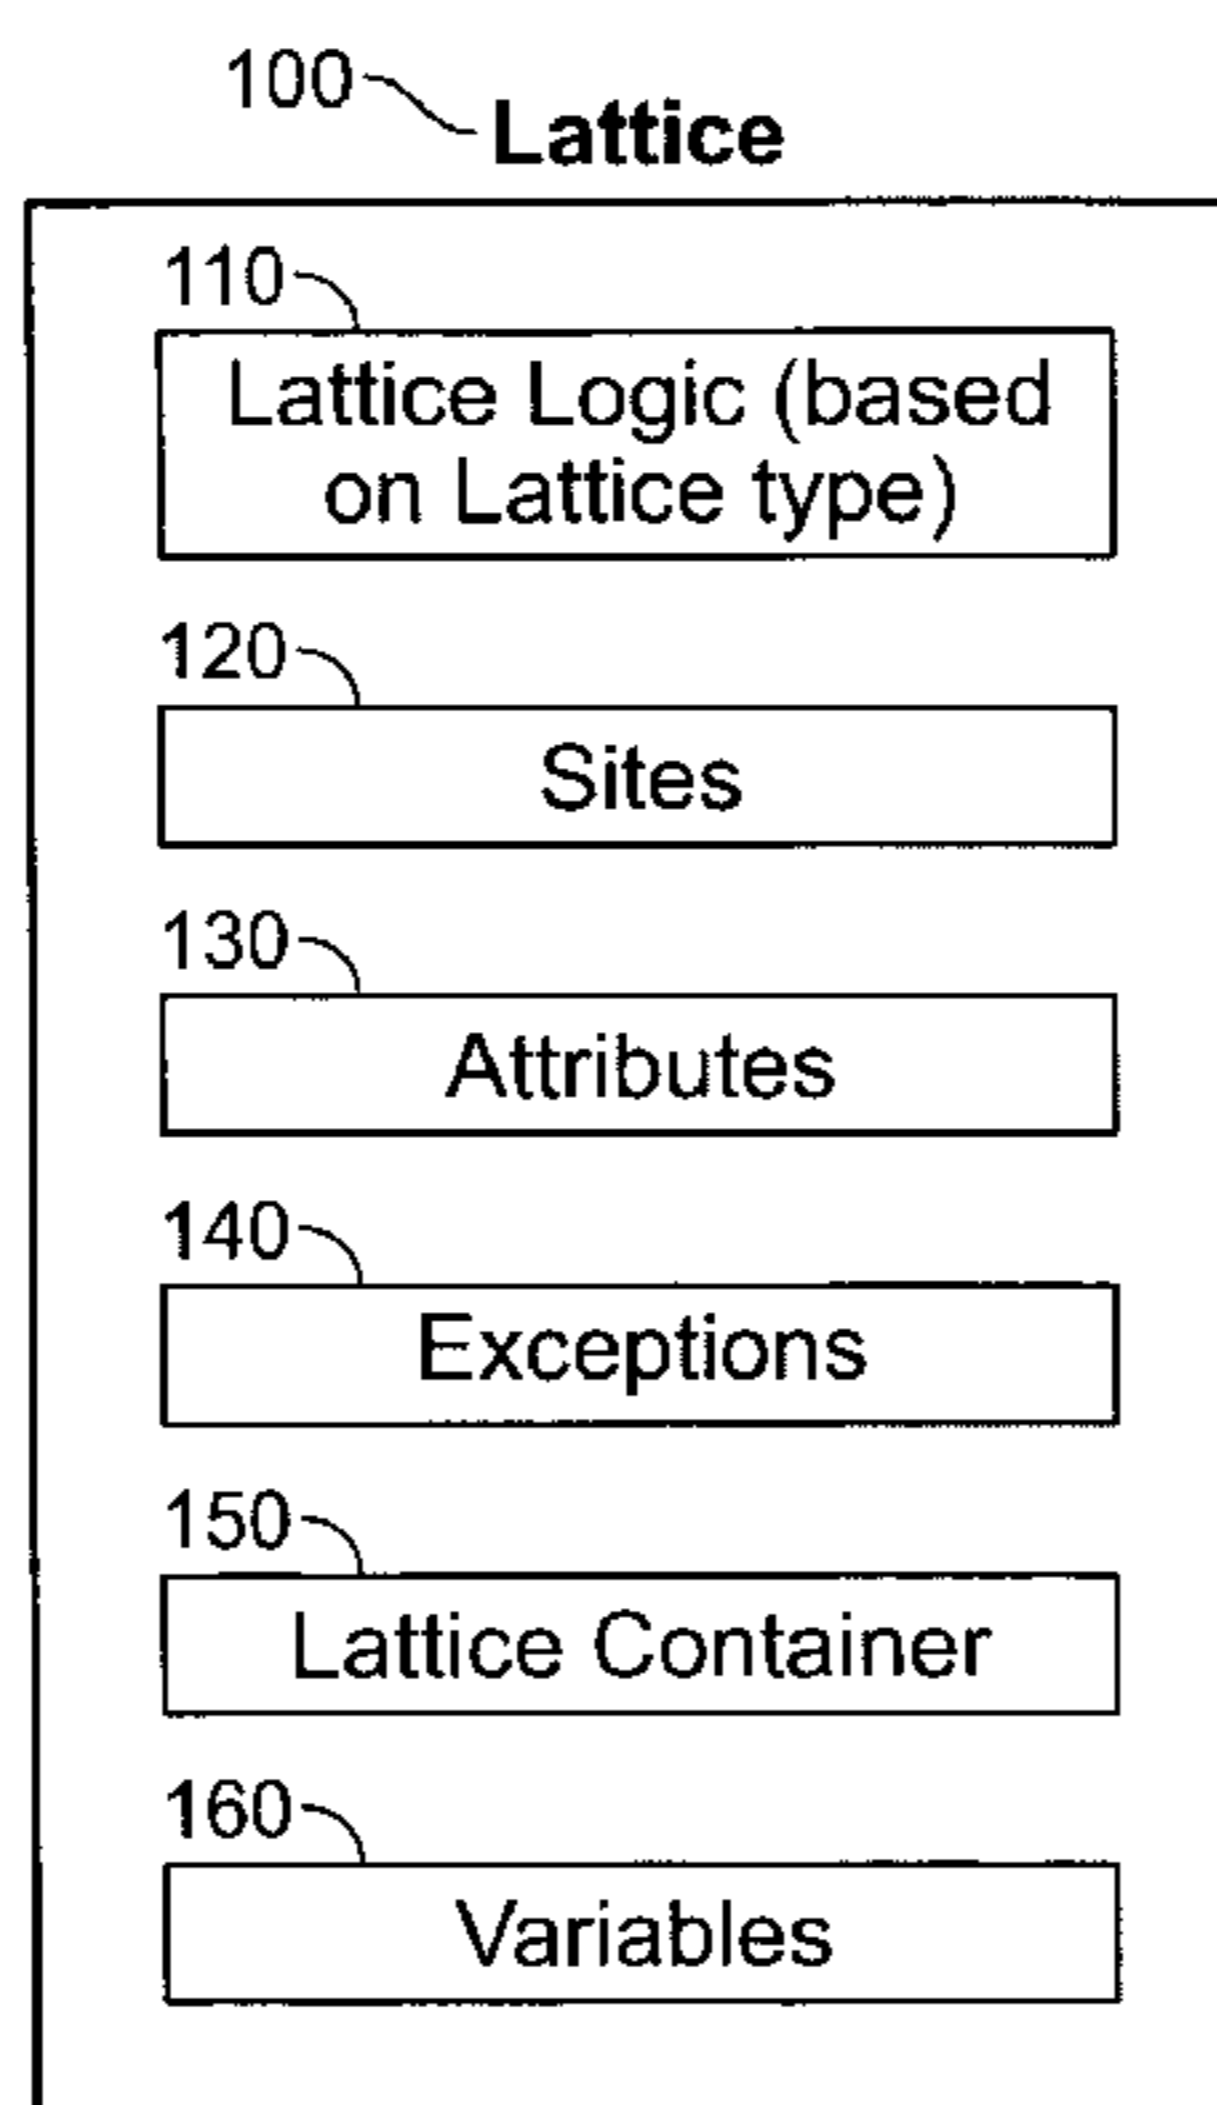 100
Lattice
110
Lattice Logic (based
on Lattice type)
120
Sites
130
Attributes
140
Exceptions
150
Lattice Container
160
Variables